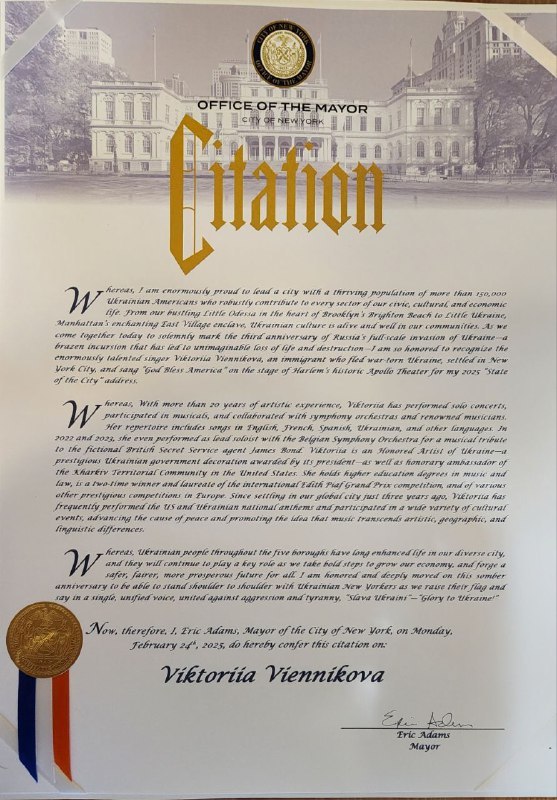 OFFICE OF THE MAYOR
CITY OF NEW YORK
Citation
Whereas, I am enormously proud to lead a city with a thriving population of more than 150,000
Ukrainian Americans who robustly contribute to every sector of our civic, cultural, and economic
life. From our bustling Little Odessa in the heart of Brooklyn's Brighton Beach to Little Ukraine,
Manhattan's enchanting East Village enclave, Ukrainian culture is alive and well in our communities. As we
come together today to solemnly mark the third anniversary of Russia's full-scale invasion of Ukraine—a
brazen incursion that has led to unimaginable loss of life and destruction—I am so honored to recognize the
enormously talented singer Viktoriia Viennikova, an immigrant who fled war-torn Ukraine, settled in
New York City, and sang "God Bless America" on the stage of Harlem's historic Apollo Theater for my 2025 "State
of the City" address.
Whereas, With more than 20 years of artistic experience, Viktoriia has performed solo concerts,
participated in musicals, and collaborated with symphony orchestras and renowned musicians.
Her repertoire includes songs in English, French, Spanish, Ukrainian, and other languages. In
2022 and 2023, she even performed as lead soloist with the Belgian Symphony Orchestra for a musical tribute
to the fictional British Secret Service agent James Bond. Viktoriia is an Honored Artist of Ukraine—a
prestigious Ukrainian government decoration awarded by its president—as well as honorary ambassador of
the Kharkiv Territorial Community in the United States. She holds higher education degrees in music and
law, is a two-time winner and laureate of the international Edith Piaf Grand Prix competition, and of various
other prestigious competitions in Europe. Since settling in our global city just three years ago, Viktoriia has
frequently performed the US and Ukrainian national anthems and participated in a wide variety of cultural
events, advancing the cause of peace and promoting the idea that music transcends artistic, geographic, and
linguistic differences.
Whereas, Ukrainian people throughout the five boroughs have long enhanced life in our diverse city,
and they will continue to play a key role as we take bold steps to grow our economy, and forge a
safer, fairer, more prosperous future for all. I am honored and deeply moved on this somber
anniversary to be able to stand shoulder to shoulder with Ukrainian New Yorkers as we raise their flag and
say in a single, unified voice, united against aggression and tyranny, "Slava Ukraini"—"Glory to Ukraine!"
Now, therefore, I, Eric Adams, Mayor of the City of New York, on Monday,
February 24th, 2025, do hereby confer this citation on:
Viktoriia Viennikova
Eric Adams
Eric Adams
Mayor